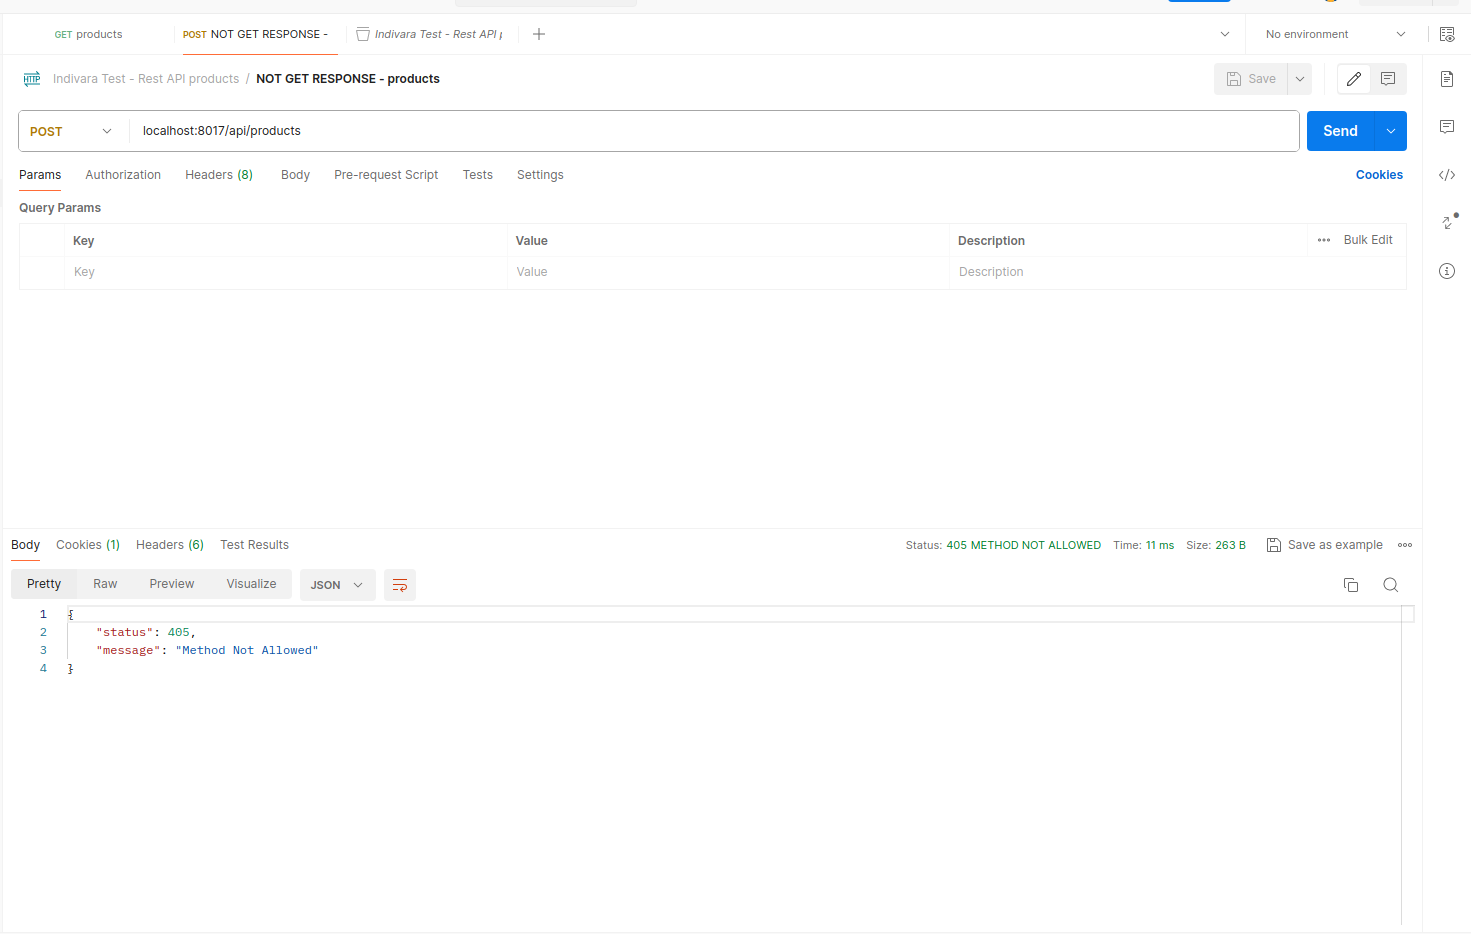 GET products
POST NOT GET RESPONSE -
Indivara Test - Rest API
No environment
HTTP
Indivara Test - Rest API products / NOT GET RESPONSE - products
Save
POST
localhost:8017/api/products
Send
Params
Authorization
Headers (8)
Body
Pre-request Script
Tests
Settings
Cookies
Query Params
Key
Value
Description
Bulk Edit
Key
Value
Description
Body
Cookies (1)
Headers (6)
Test Results
Status: 405 METHOD NOT ALLOWED
Time: 11 ms
Size: 263 B
Save as example
Pretty
Raw
Preview
Visualize
JSON
1 {
2 "status": 405,
3 "message": "Method Not Allowed"
4 }